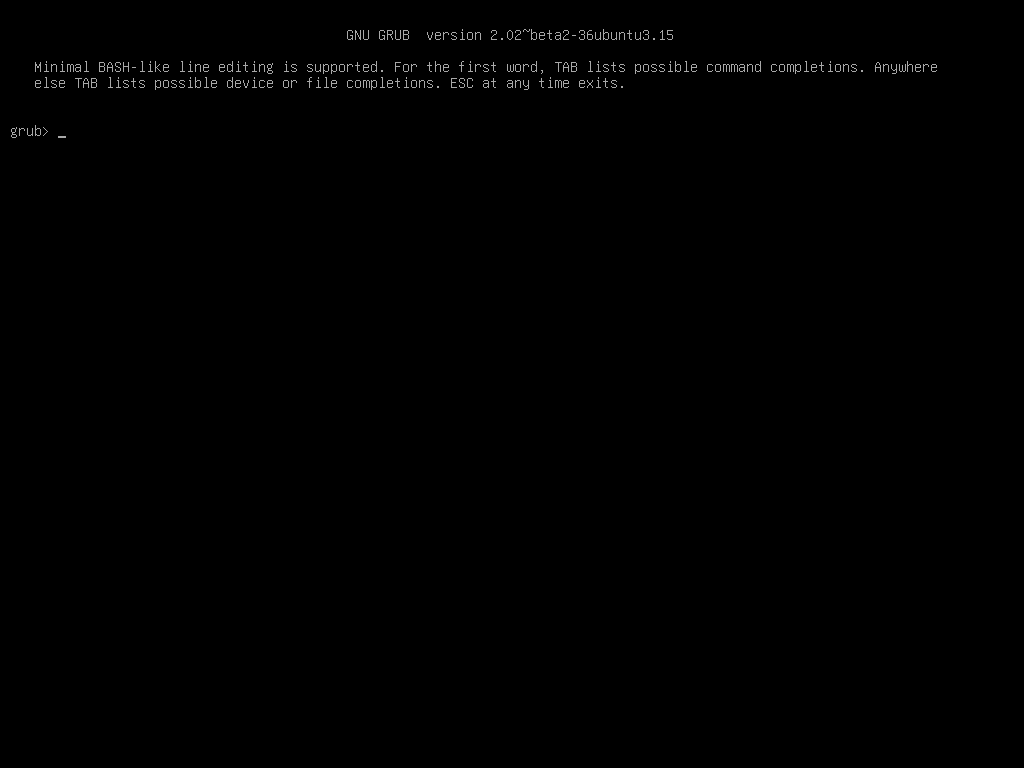 GNU GRUB  version 2.02~beta2-36ubuntu3.15
Minimal BASH-like line editing is supported. For the first word, TAB lists possible command completions. Anywhere
else TAB lists possible device or file completions. ESC at any time exits.
grub> _